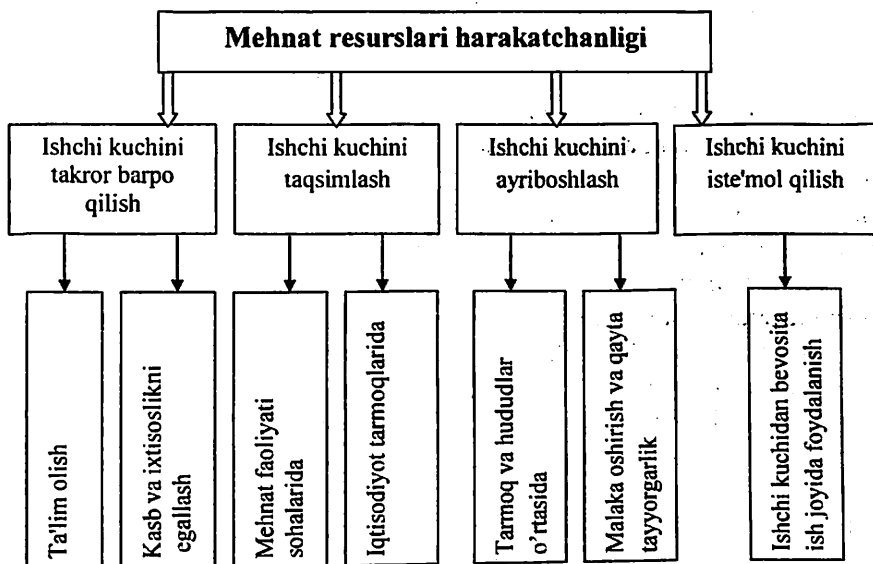 Mehnat resurslari harakatchanligi
Ishchi kuchini
takror barpo
qilish
Ishchi kuchini
taqsimlash
Ishchi kuchini
ayriboshlash
Ishchi kuchini
iste'mol qilish
Ta'lim olish
Kasb va ixtisoslikni
egallash
Mehnat faoliyati
sohalarida
Iqtisodiyot tarmoqlarida
Tarmoq va hududlar
o'rtasida
Malaka oshirish va qayta
tayyorgarlik
Ishchi kuchidan bevosita
ish joyida foydalanish